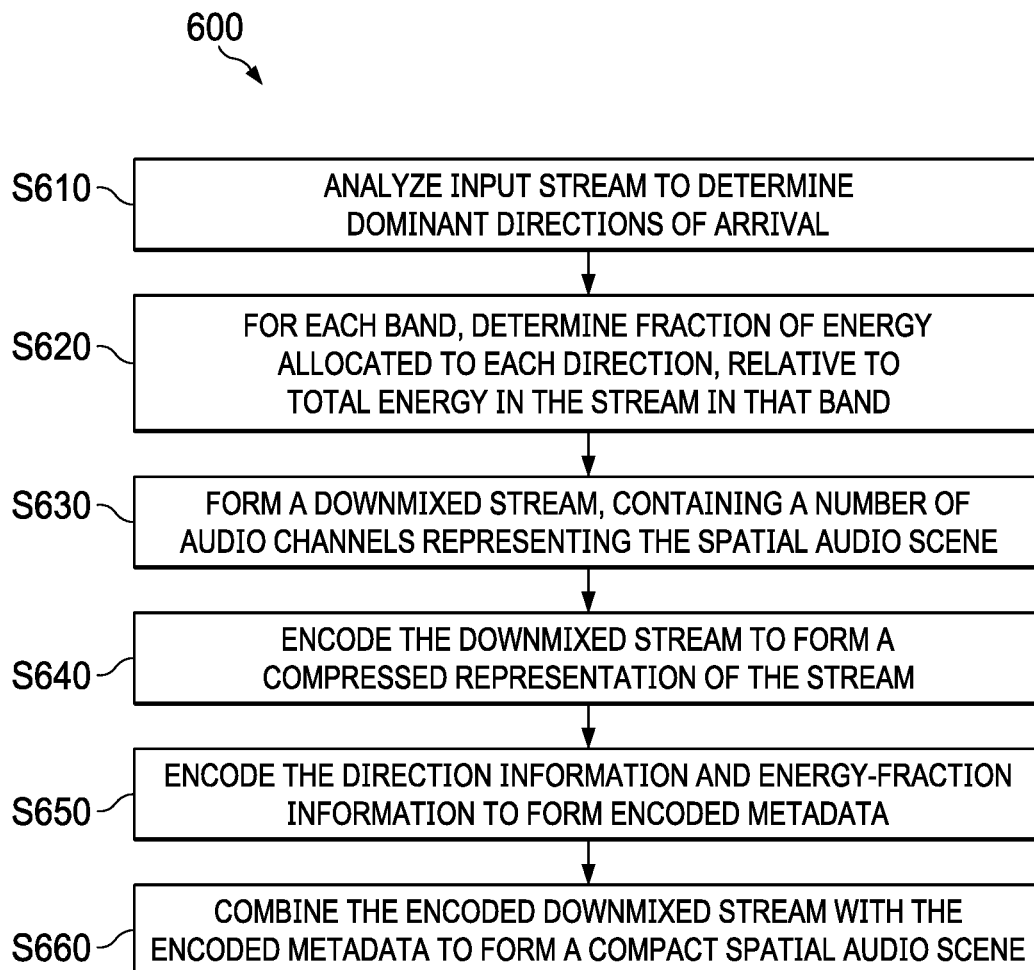 600
S610
ANALYZE INPUT STREAM TO DETERMINE
DOMINANT DIRECTIONS OF ARRIVAL
S620
FOR EACH BAND, DETERMINE FRACTION OF ENERGY
ALLOCATED TO EACH DIRECTION, RELATIVE TO
TOTAL ENERGY IN THE STREAM IN THAT BAND
S630
FORM A DOWNMIXED STREAM, CONTAINING A NUMBER OF
AUDIO CHANNELS REPRESENTING THE SPATIAL AUDIO SCENE
S640
ENCODE THE DOWNMIXED STREAM TO FORM A
COMPRESSED REPRESENTATION OF THE STREAM
S650
ENCODE THE DIRECTION INFORMATION AND ENERGY-FRACTION
INFORMATION TO FORM ENCODED METADATA
S660
COMBINE THE ENCODED DOWNMIXED STREAM WITH THE
ENCODED METADATA TO FORM A COMPACT SPATIAL AUDIO SCENE